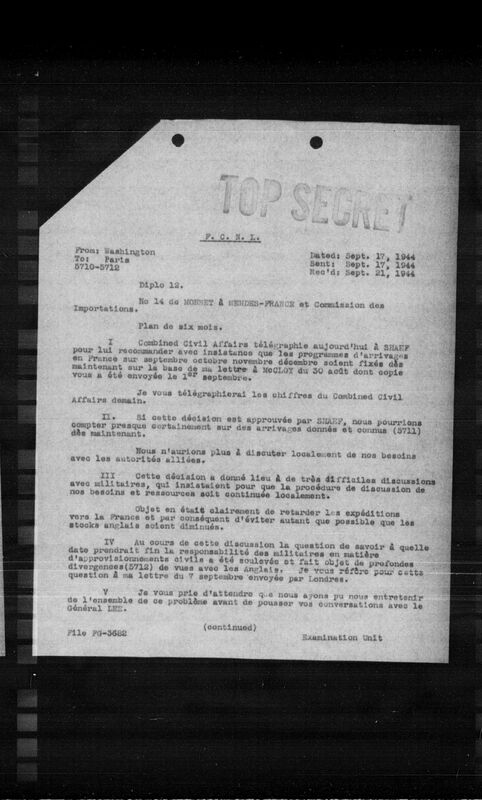 TOP SECRET
F. C. N. L.
From: Washington
To: Paris
5710-5712
Dated: Sept. 17, 1944
Sent: Sept. 17, 1944
Rec'd: Sept. 21, 1944
Diplo 12.
No 14 de MONNET à MENDES-FRANCE et Commission des
Importations.
Plan de six mois.
I Combined Civil Affairs télégraphie aujourd'hui à SHAEF
pour lui recommander avec insistance que les programmes d'arrivages
en France sur septembre octobre novembre décembre soient fixés dès
maintenant sur la base de ma lettre à McCLOY du 30 août dont copie
vous a été envoyée le 1er septembre.
Je vous télégraphierai les chiffres du Combined Civil
Affairs demain.
II. Si cette décision est approuvée par SHAEF, nous pourrions
compter presque certainement sur des arrivages donnés et connus (5711)
dès maintenant.
Nous n'aurions plus à discuter localement de nos besoins
avec les autorités alliées.
III Cette décision a donné lieu à de très difficiles discussions
avec militaires, qui insistaient pour que la procédure de discussion de
nos besoins et ressources soit continuée localement.
Objet en était clairement de retarder les expéditions
vers la France et par conséquent d'éviter autant que possible que les
stocks anglais soient diminués.
IV Au cours de cette discussion la question de savoir à quelle
date prendrait fin la responsabilité des militaires en matière
d'approvisionnements civils a été soulevée et fait objet de profondes
divergences(5712) de vues avec les Anglais. Je vous réfère pour cette
question à ma lettre du 7 septembre envoyée par Londres.
V Je vous prie d'attendre que nous ayons pu nous entretenir
de l'ensemble de ce problème avant de pousser vos conversations avec le
Général LEE.
(continued)
File FG-3682
Examination Unit